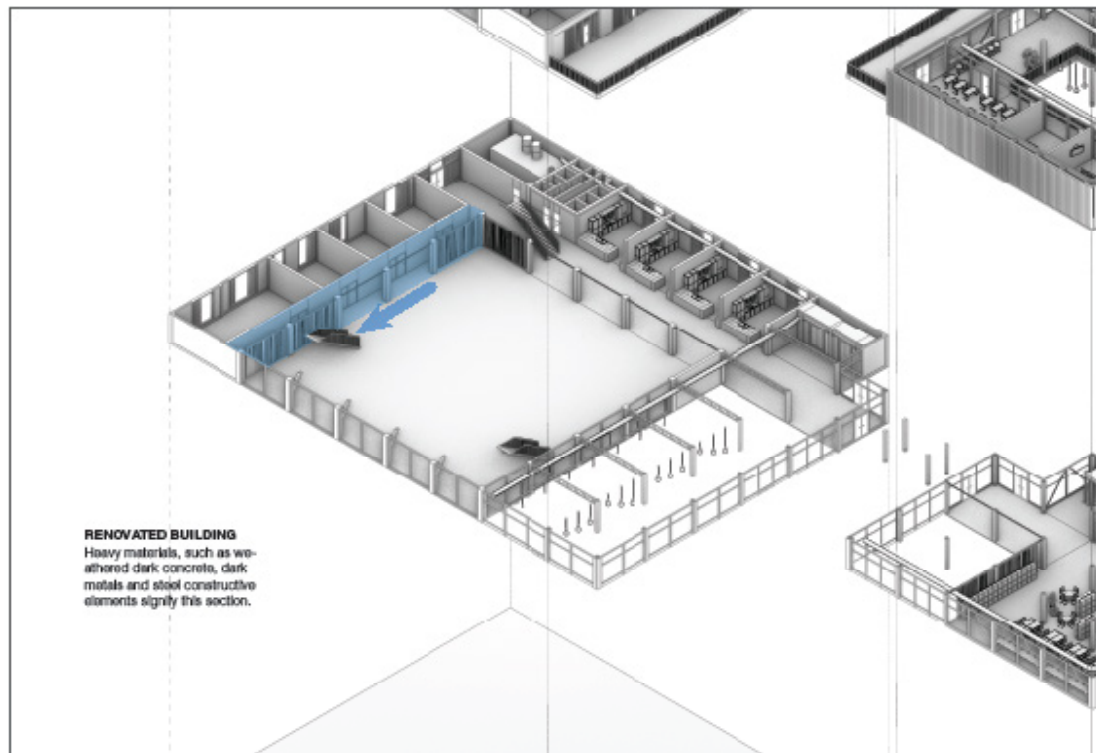 RENOVATED BUILDING
Heavy materials, such as we-
athered dark concrete, dark
metals and steel constructive
elements signify this section.